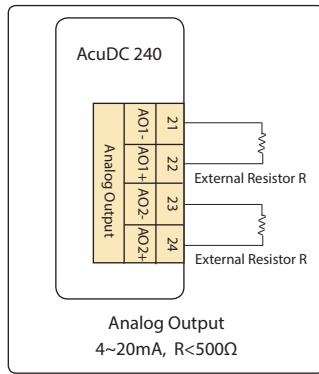 AcuDC 240
Analog Output
AO1-
21
AO1+
22
External Resistor R
AO2-
23
AO2+
24
External Resistor R
Analog Output
4~20mA, R<500Ω